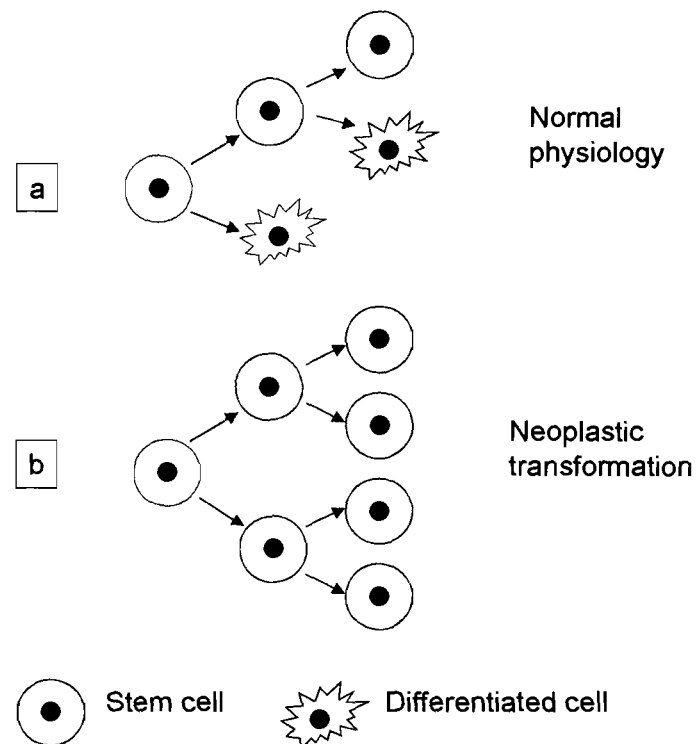 Normal
physiology
a
Neoplastic
transformation
b
Stem cell
Differentiated cell